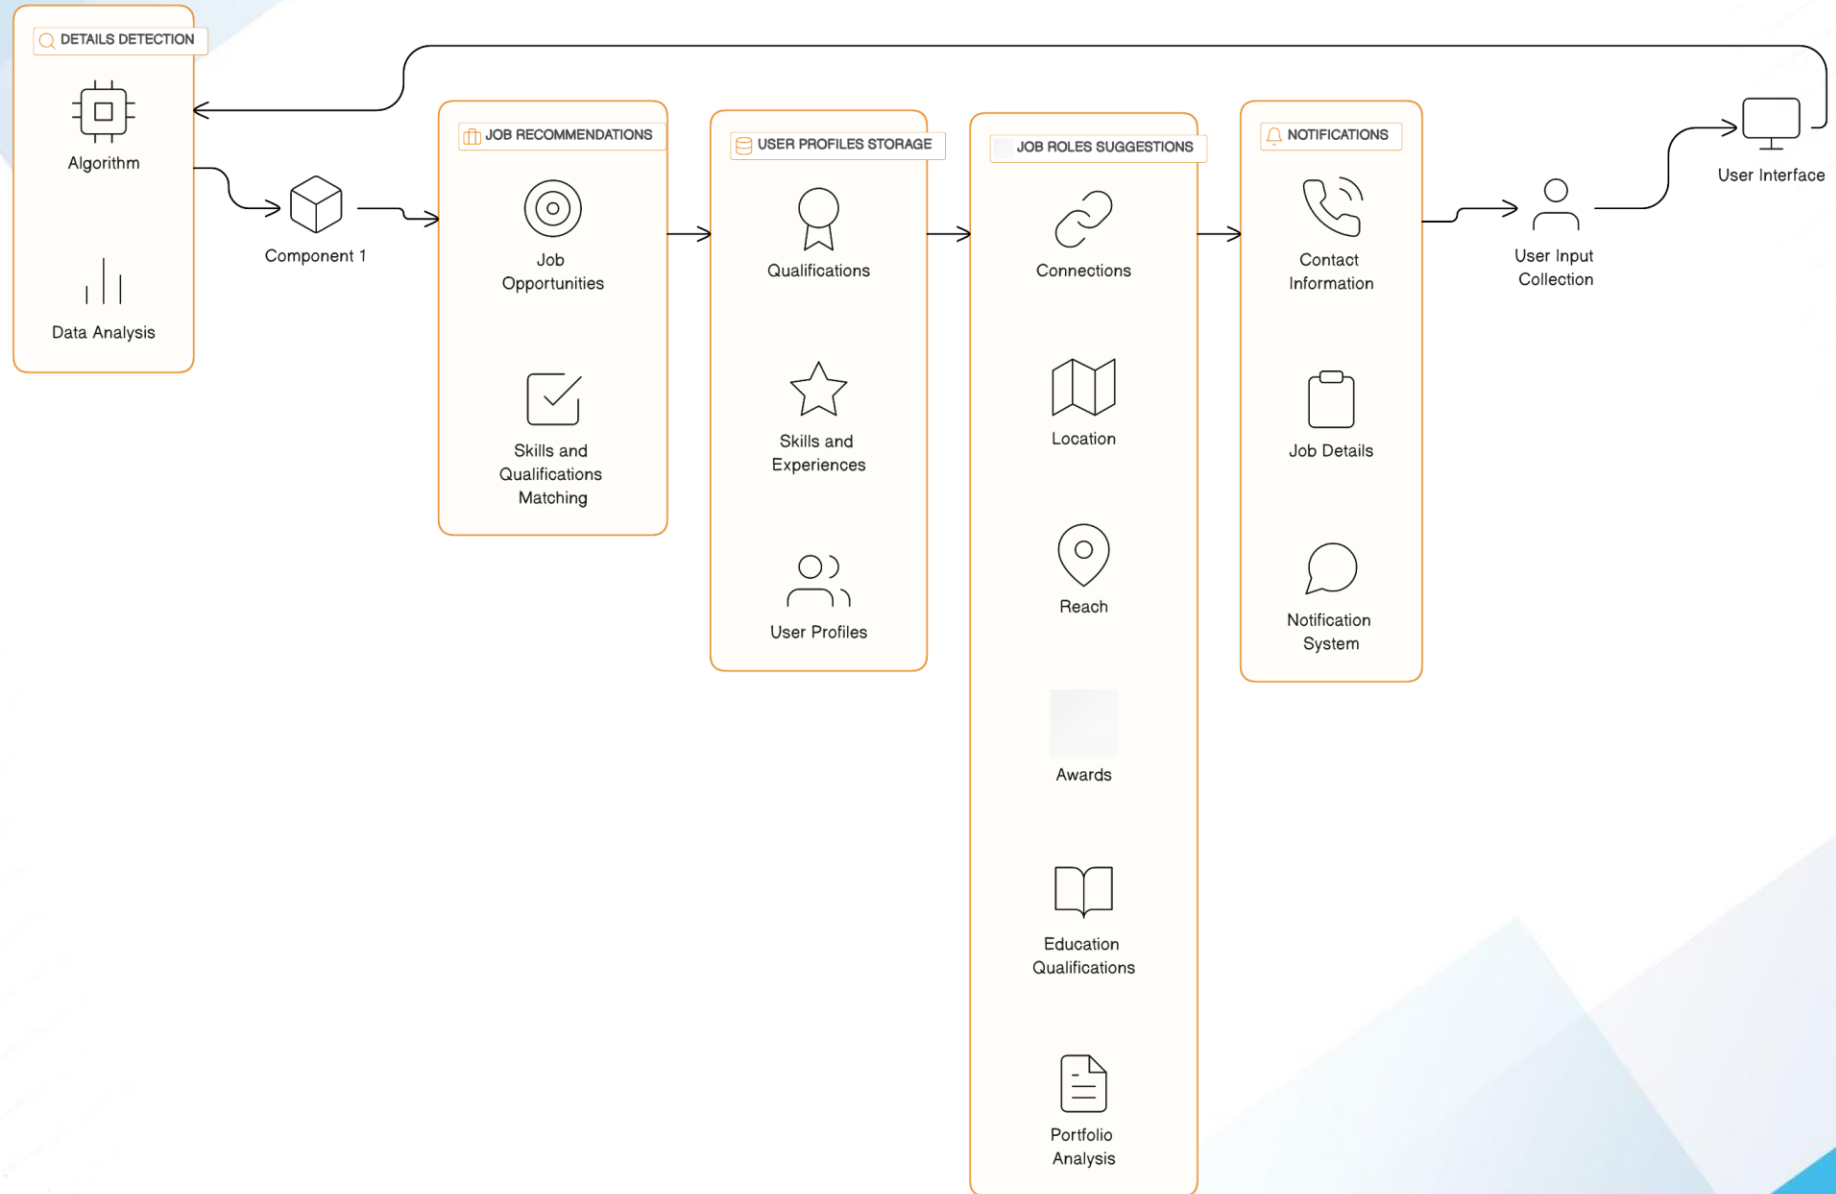 DETAILS DETECTION
Algorithm
Data Analysis
Component 1
JOB RECOMMENDATIONS
Job
Opportunities
Skills and
Qualifications
Matching
USER PROFILES STORAGE
Qualifications
Skills and
Experiences
User Profiles
JOB ROLES SUGGESTIONS
Connections
Location
Reach
Awards
Education
Qualifications
Portfolio
Analysis
NOTIFICATIONS
Contact
Information
Job Details
Notification
System
User Input
Collection
User Interface